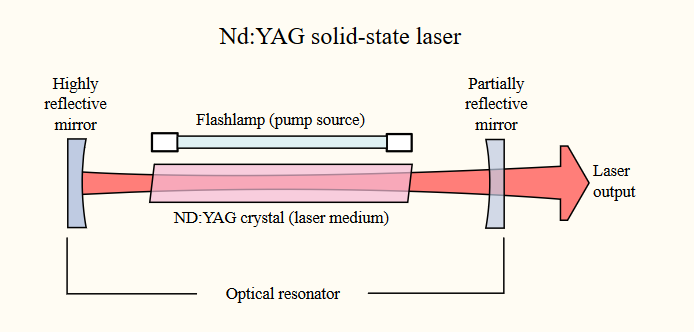 Nd:YAG solid-state laser
Highly
reflective
mirror
Partially
reflective
mirror
Flashlamp (pump source)
Laser
output
ND:YAG crystal (laser medium)
Optical resonator